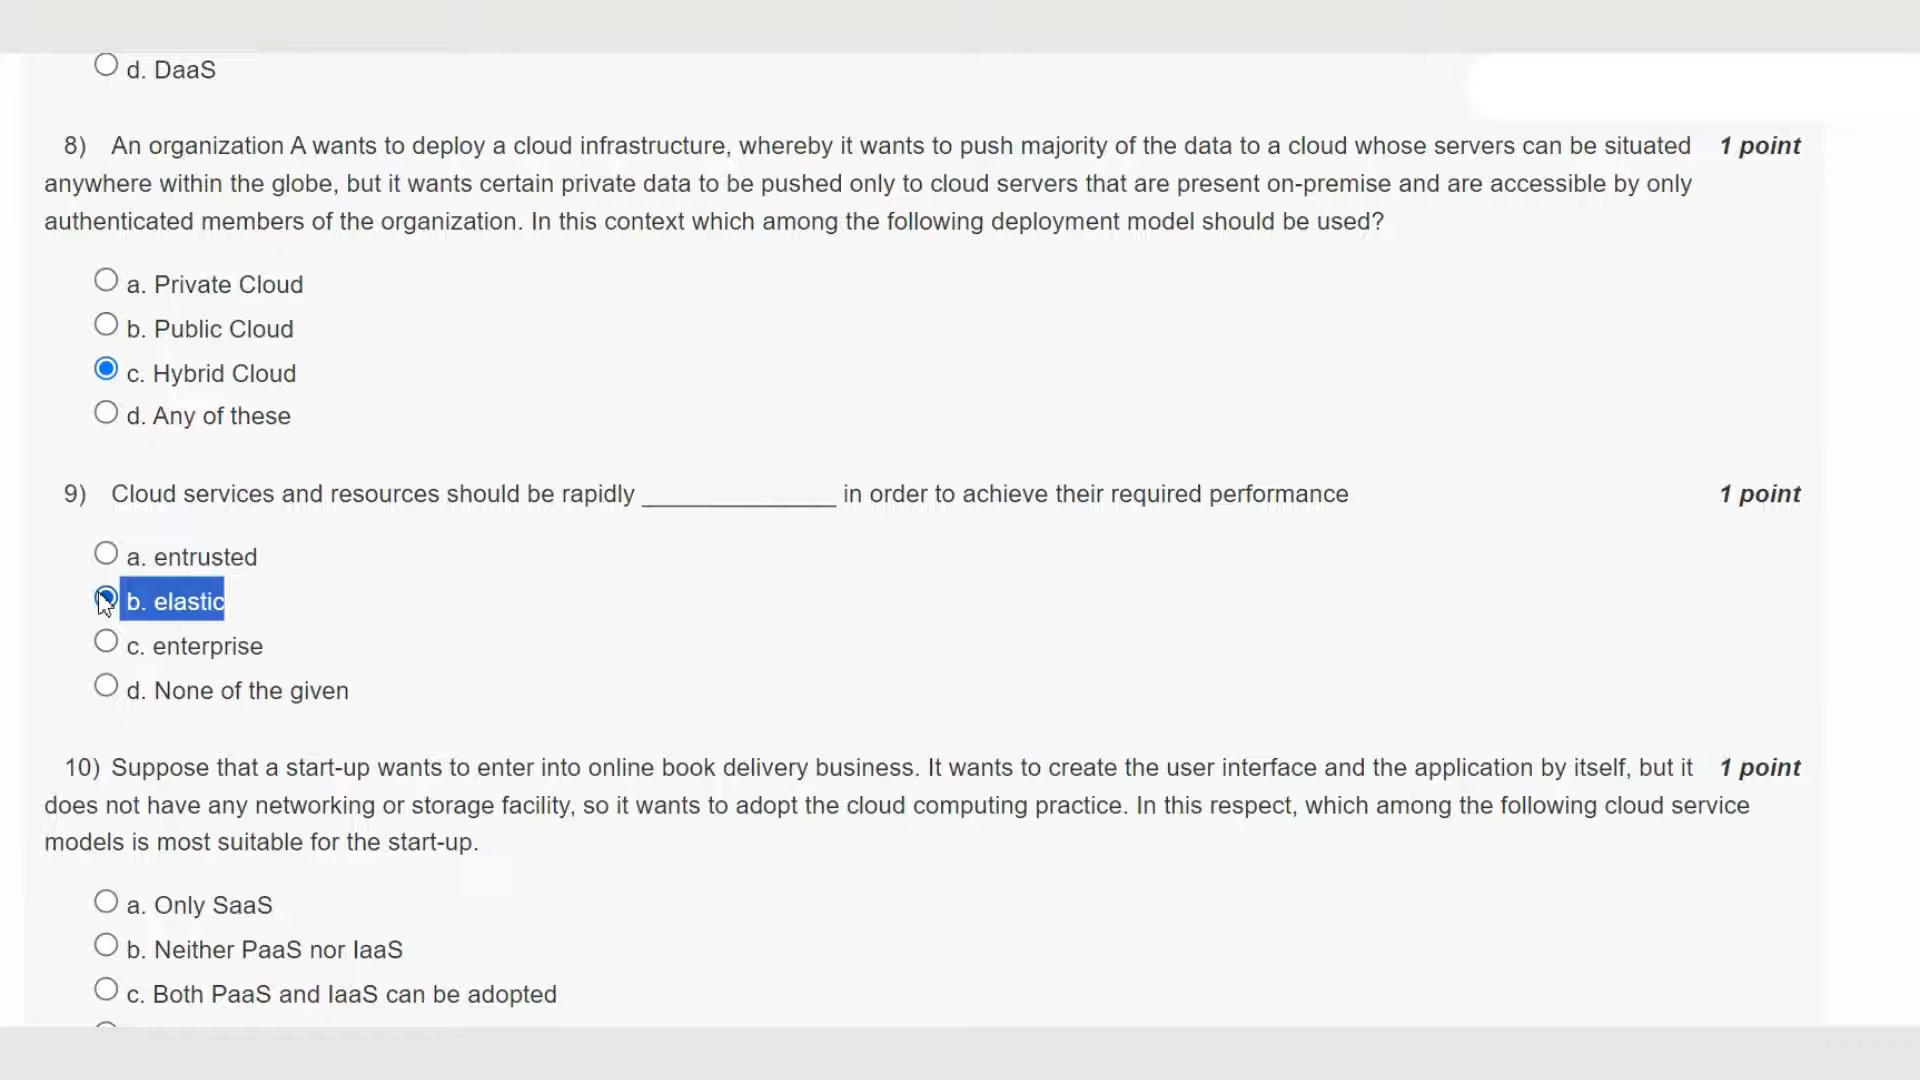 d. DaaS
8) An organization A wants to deploy a cloud infrastructure, whereby it wants to push majority of the data to a cloud whose servers can be situated 1 point
anywhere within the globe, but it wants certain private data to be pushed only to cloud servers that are present on-premise and are accessible by only
authenticated members of the organization. In this context which among the following deployment model should be used?
a. Private Cloud
b. Public Cloud
c. Hybrid Cloud
d. Any of these
9) Cloud services and resources should be rapidly ______________ in order to achieve their required performance 1 point
a. entrusted
b. elastic
c. enterprise
d. None of the given
10) Suppose that a start-up wants to enter into online book delivery business. It wants to create the user interface and the application by itself, but it 1 point
does not have any networking or storage facility, so it wants to adopt the cloud computing practice. In this respect, which among the following cloud service
models is most suitable for the start-up.
a. Only SaaS
b. Neither PaaS nor IaaS
c. Both PaaS and IaaS can be adopted